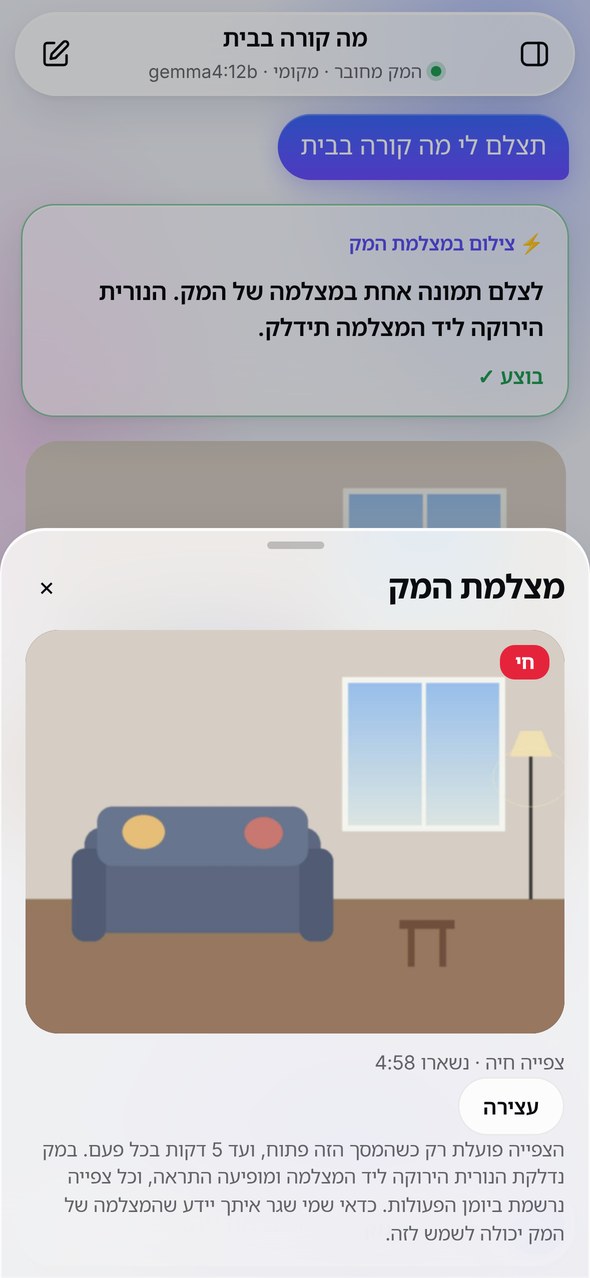 מה קורה בבית
המק מחובר · מקומי · gemma4:12b
תצלם לי מה קורה בבית
⚡ צילום במצלמת המק
לצלם תמונה אחת במצלמה של המק. הנורית
הירוקה ליד המצלמה תידלק.
בוצע ✓
מצלמת המק
×
חי
צפייה חיה · נשארו 4:58
עצירה
הצפייה פועלת רק כשהמסך הזה פתוח, ועד 5 דקות בכל פעם. במק
נדלקת הנורית הירוקה ליד המצלמה ומופיעה התראה, וכל צפייה
נרשמת ביומן הפעולות. כדאי שמי שגר איתך יידע שהמצלמה של
המק יכולה לשמש לזה.